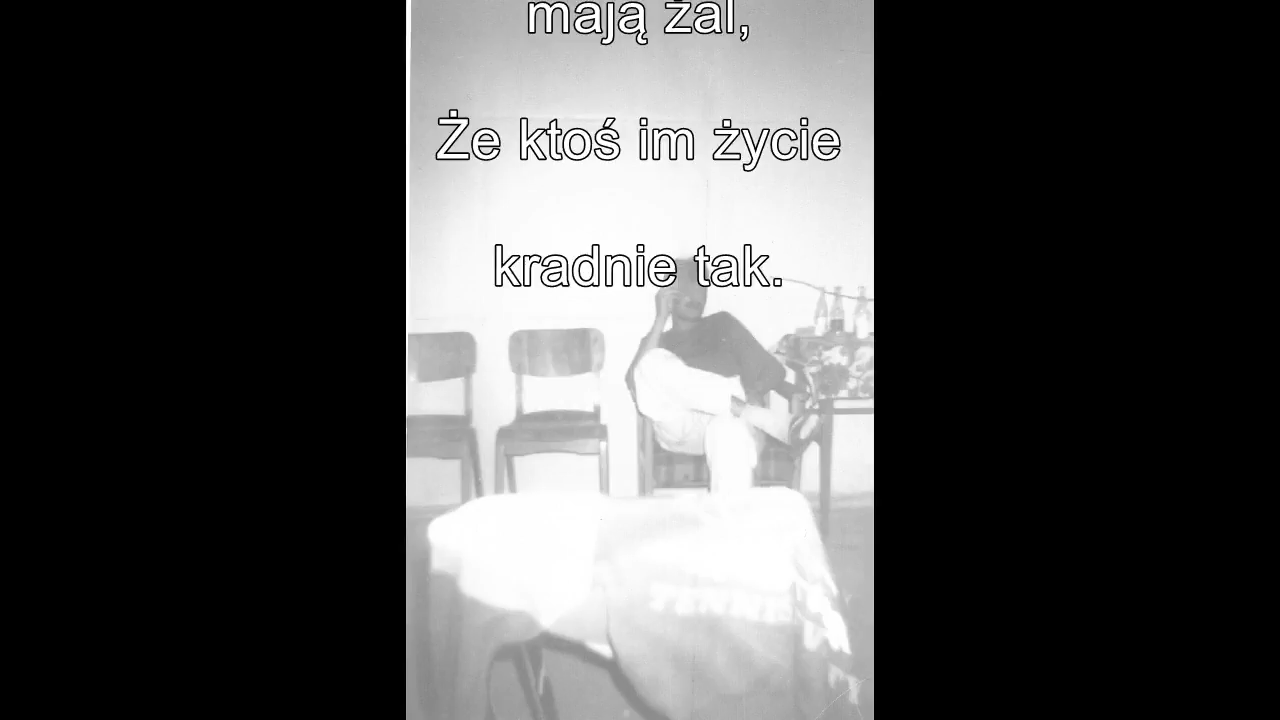 mają żal,
Że ktoś im życie
kradnie tak.